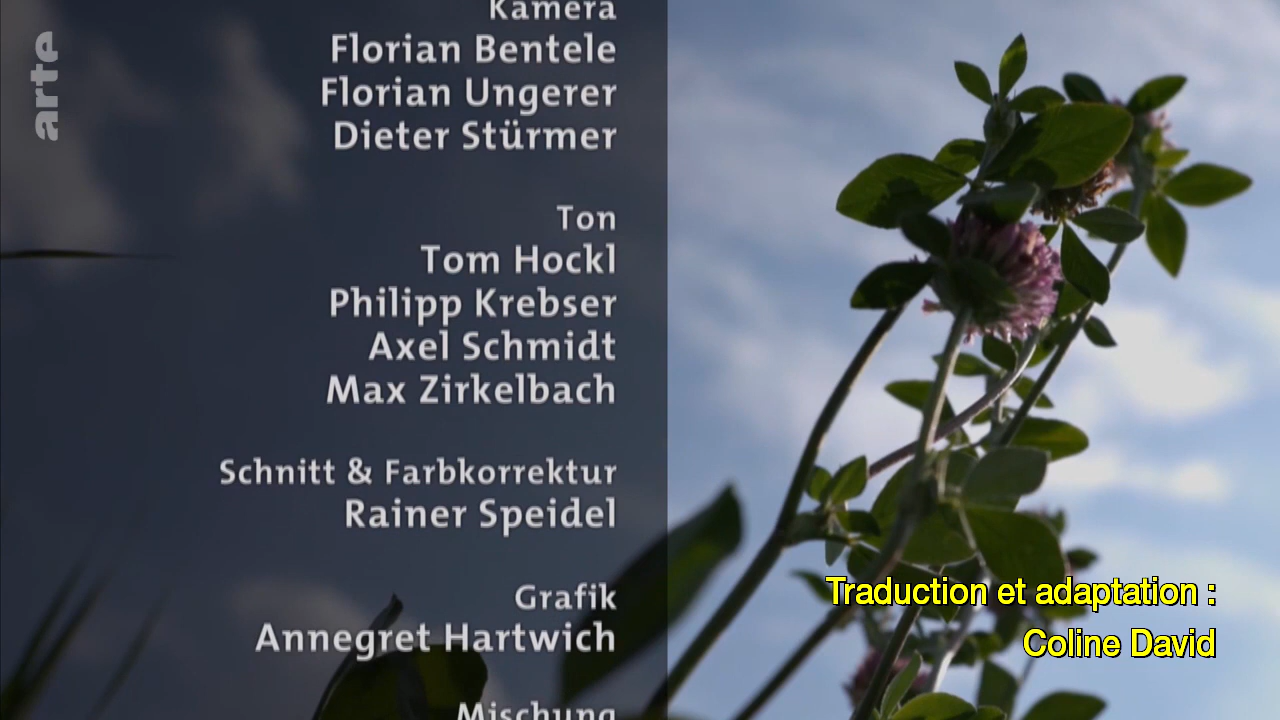 arte
Kamera
Florian Bentele
Florian Ungerer
Dieter Stürmer
Ton
Tom Hockl
Philipp Krebser
Axel Schmidt
Max Zirkelbach
Schnitt & Farbkorrektur
Rainer Speidel
Grafik
Annegret Hartwich
Mischung
Traduction et adaptation :
Coline David